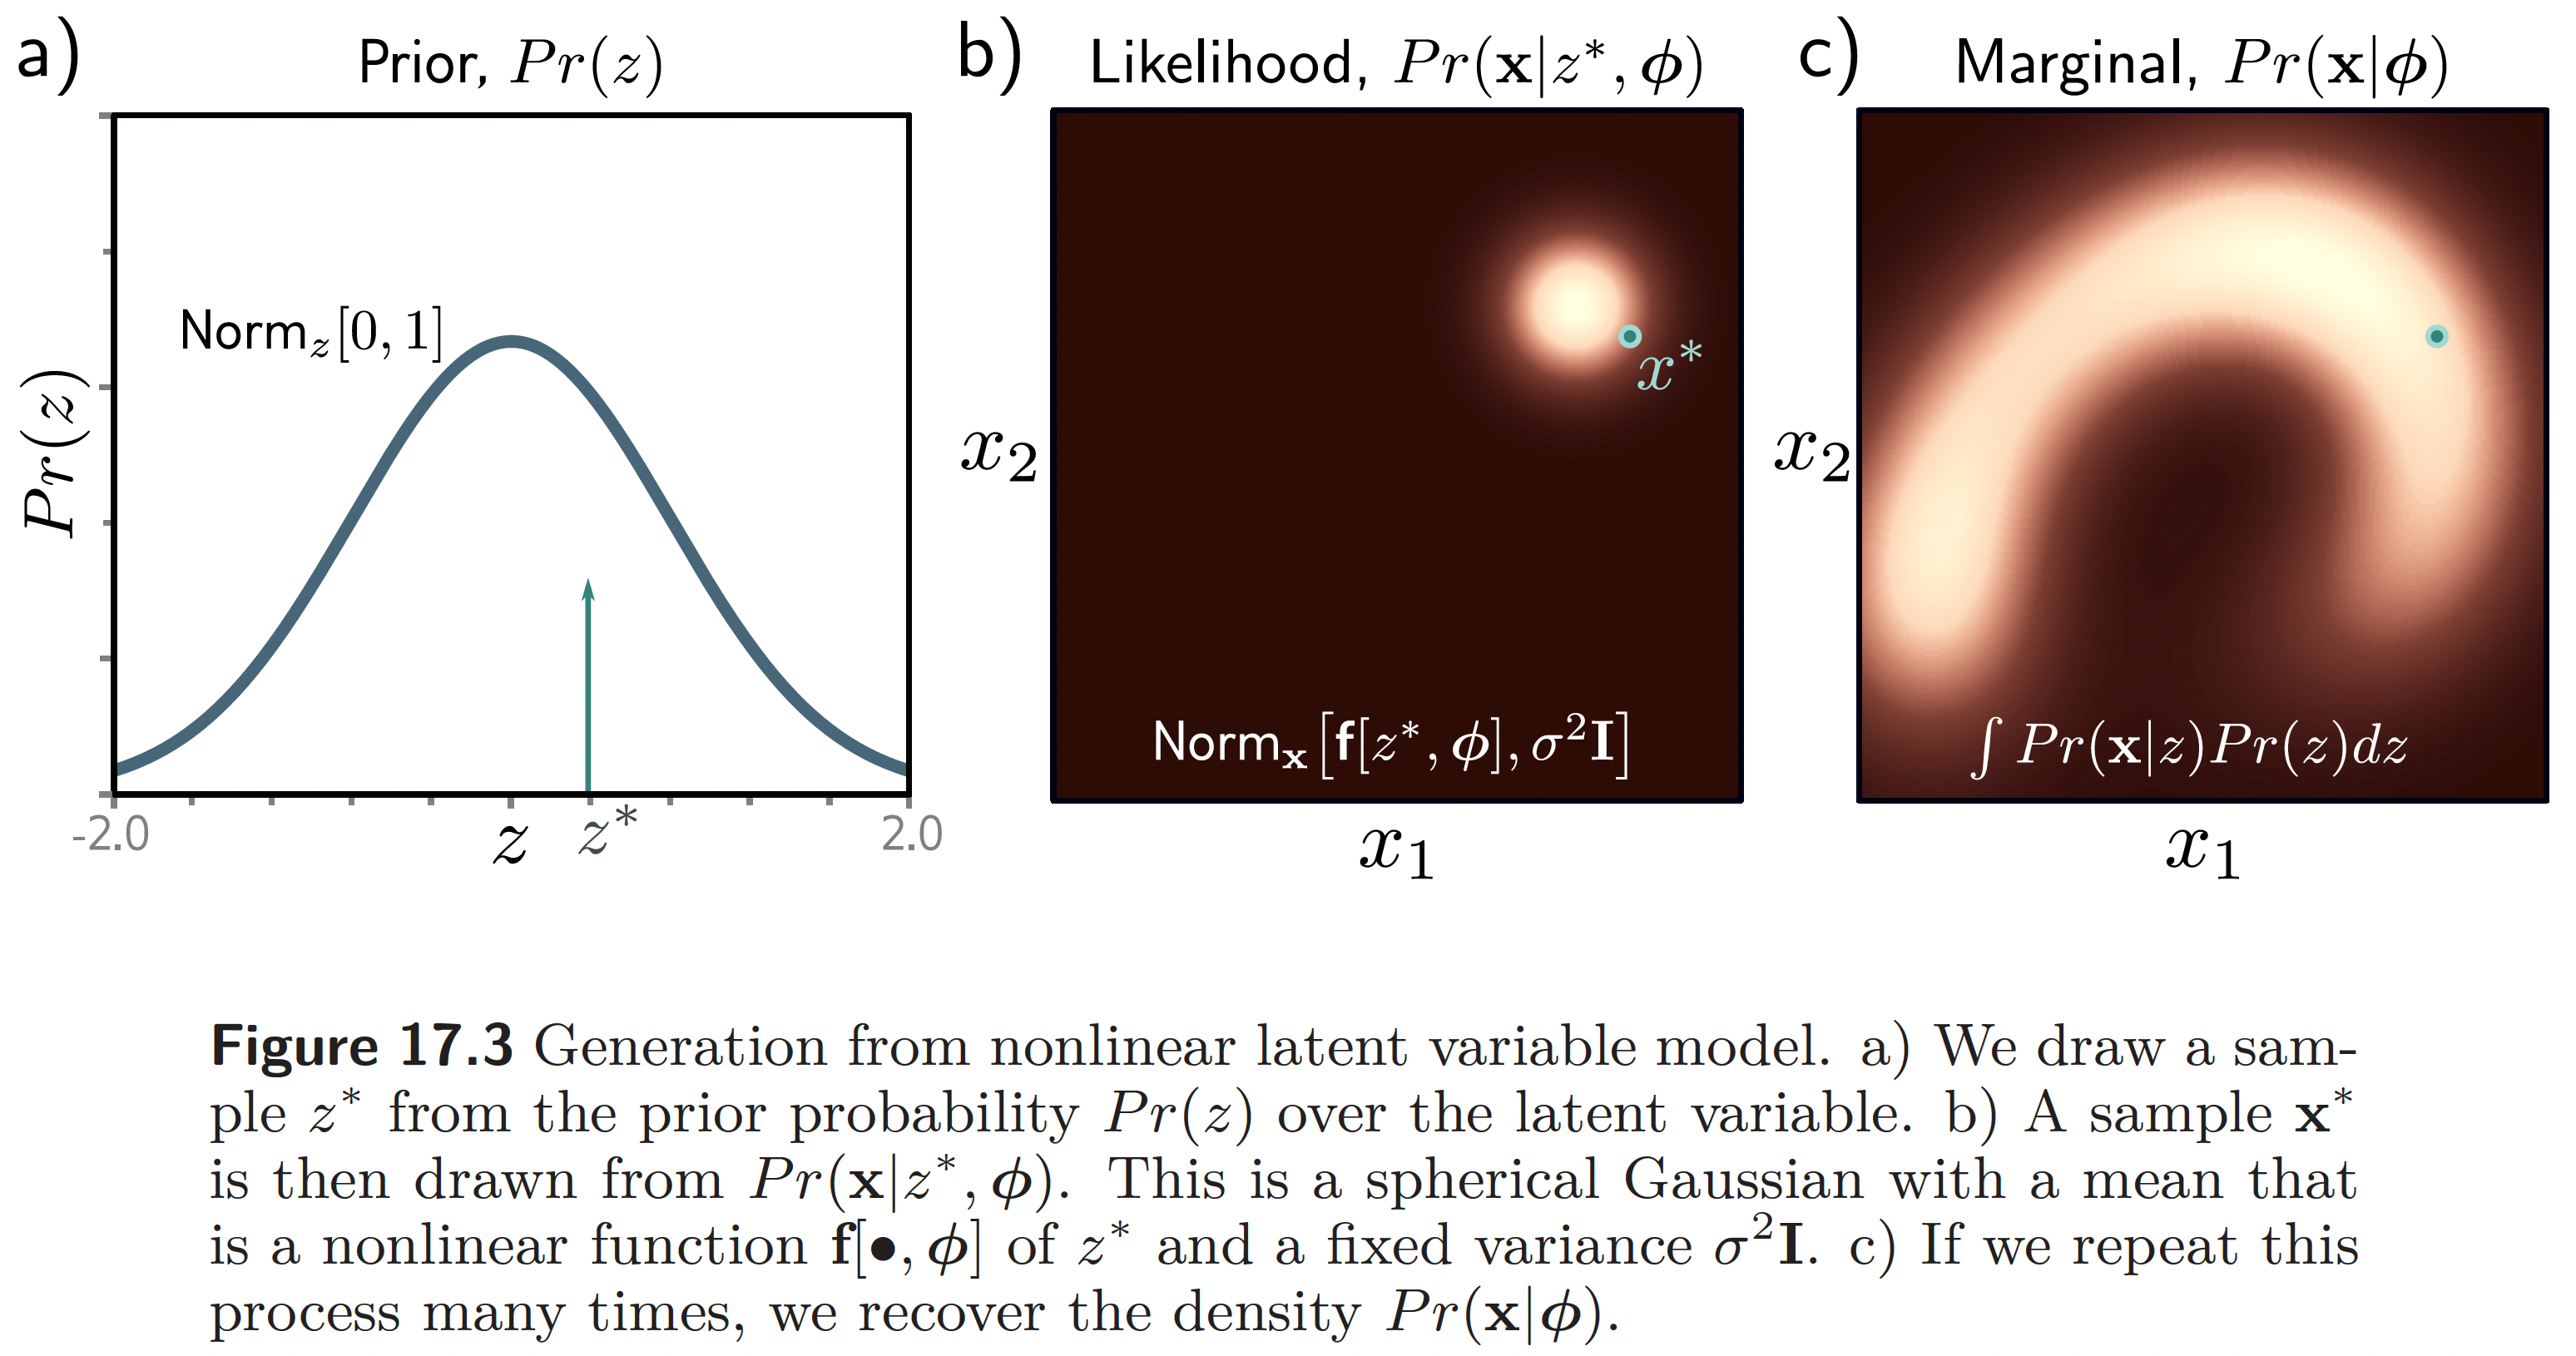 a) Prior, Pr(z)
b) Likelihood, Pr(𝐱|z*, ϕ)
c) Marginal, Pr(𝐱|ϕ)
Norm_z[0, 1]
Pr(z)
-2.0 z z* 2.0
x*
x₂
Norm_𝐱[𝐟[z*, ϕ], σ²𝐈]
x₁
x₂
∫ Pr(𝐱|z)Pr(z)dz
x₁
Figure 17.3 Generation from nonlinear latent variable model. a) We draw a sam-
ple z* from the prior probability Pr(z) over the latent variable. b) A sample 𝐱*
is then drawn from Pr(𝐱|z*, ϕ). This is a spherical Gaussian with a mean that
is a nonlinear function 𝐟[•, ϕ] of z* and a fixed variance σ²𝐈. c) If we repeat this
process many times, we recover the density Pr(𝐱|ϕ).